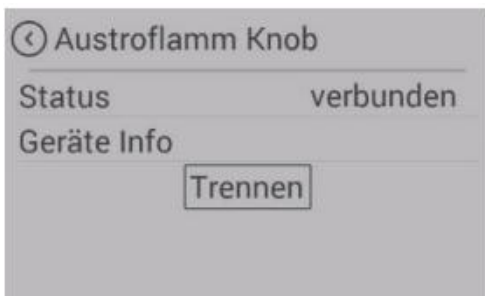 Austroflamm Knob
Status verbunden
Geräte Info
Trennen